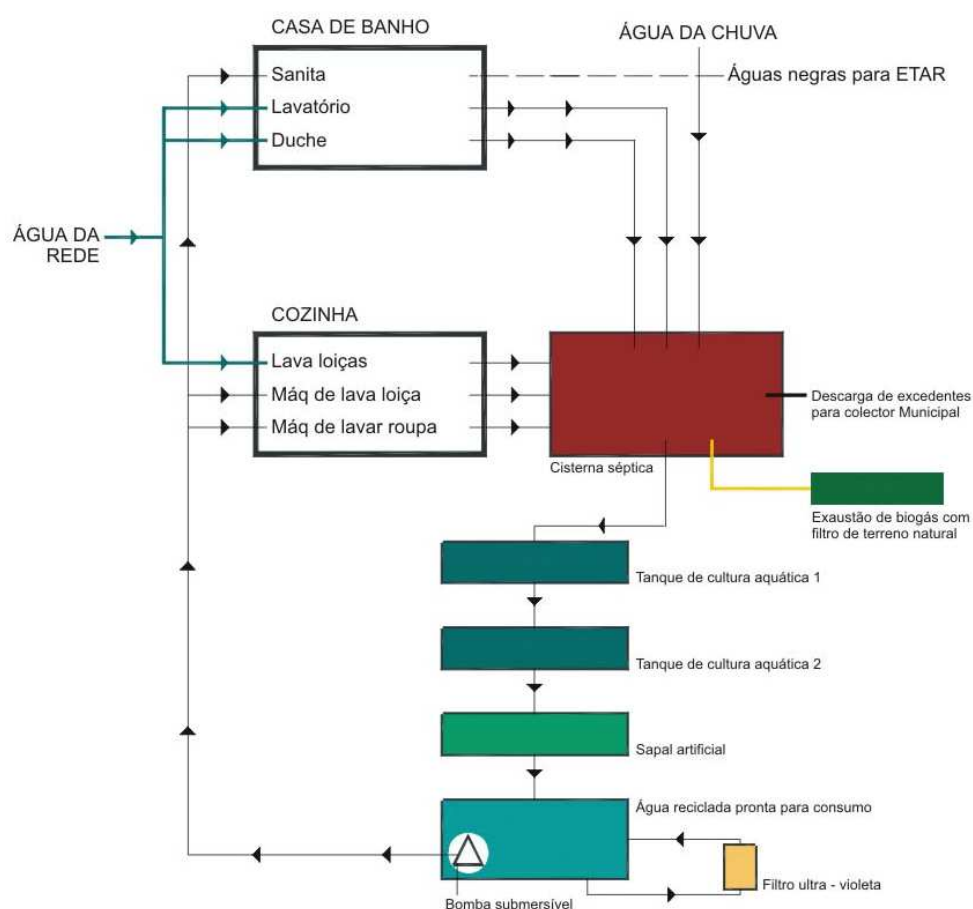 CASA DE BANHO
ÁGUA DA CHUVA
Sanita
Águas negras para ETAR
Lavatório
Duche
ÁGUA DA
REDE
COZINHA
Lava loiças
Máq de lava loiça
Máq de lavar roupa
Descarga de excedentes
para colector Municipal
Cisterna séptica
Exaustão de biogás com
filtro de terreno natural
Tanque de cultura aquática 1
Tanque de cultura aquática 2
Sapal artificial
Água reciclada pronta para consumo
Filtro ultra - violeta
Bomba submersível